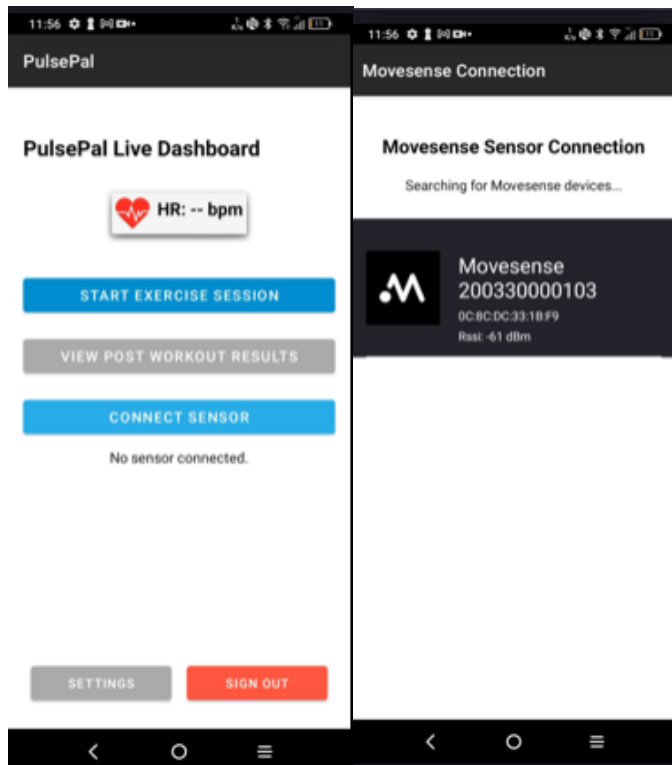 11:56
PulsePal
PulsePal Live Dashboard
HR: -- bpm
START EXERCISE SESSION
VIEW POST WORKOUT RESULTS
CONNECT SENSOR
No sensor connected.
SETTINGS
SIGN OUT
11:56
Movesense Connection
Movesense Sensor Connection
Searching for Movesense devices...
Movesense
200330000103
0C:8C:DC:33:1B:F9
Rssi: -61 dBm